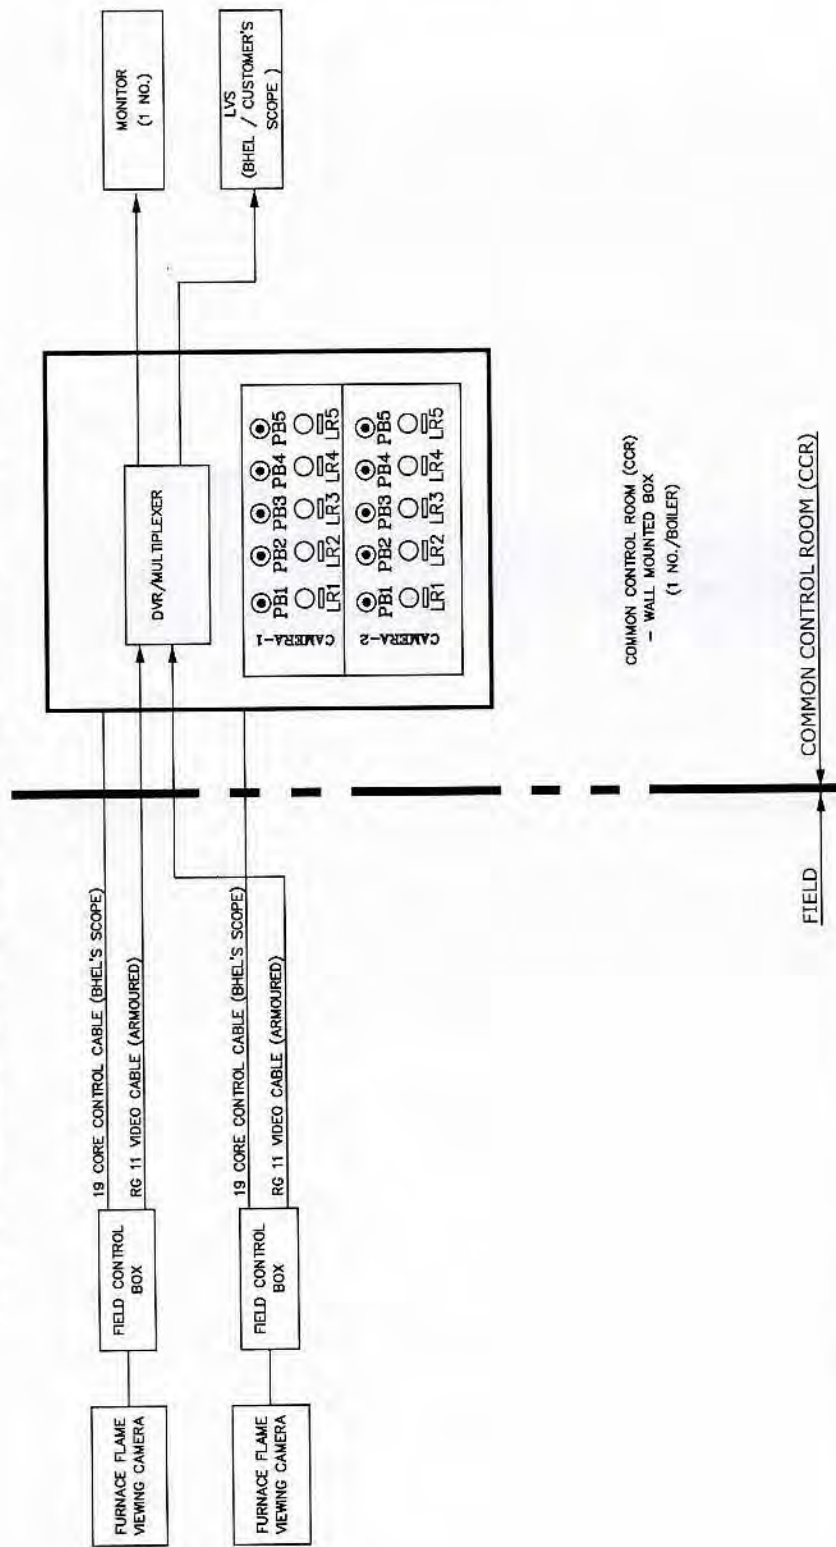 FURNACE FLAME
VIEWING CAMERA
FIELD CONTROL
BOX
19 CORE CONTROL CABLE (BHEL'S SCOPE)
RG 11 VIDEO CABLE (ARMOURED)
FURNACE FLAME
VIEWING CAMERA
FIELD CONTROL
BOX
19 CORE CONTROL CABLE (BHEL'S SCOPE)
RG 11 VIDEO CABLE (ARMOURED)
DVR/MULTIPLEXER
CAMERA-1
PB1 PB2 PB3 PB4 PB5
LR1 LR2 LR3 LR4 LR5
CAMERA-2
PB1 PB2 PB3 PB4 PB5
LR1 LR2 LR3 LR4 LR5
MONITOR
(1 NO.)
LVS
(BHEL / CUSTOMER'S
SCOPE )
COMMON CONTROL ROOM (CCR)
- WALL MOUNTED BOX
(1 NO./BOILER)
FIELD
COMMON CONTROL ROOM (CCR)